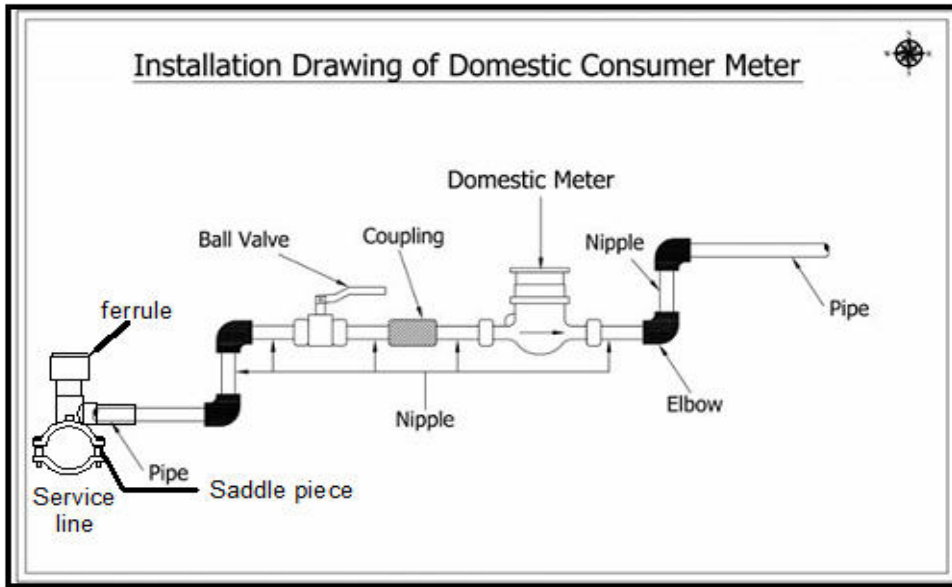 Installation Drawing of Domestic Consumer Meter
Domestic Meter
Ball Valve
Coupling
Nipple
ferrule
Pipe
Elbow
Nipple
Pipe
Saddle piece
Service
line